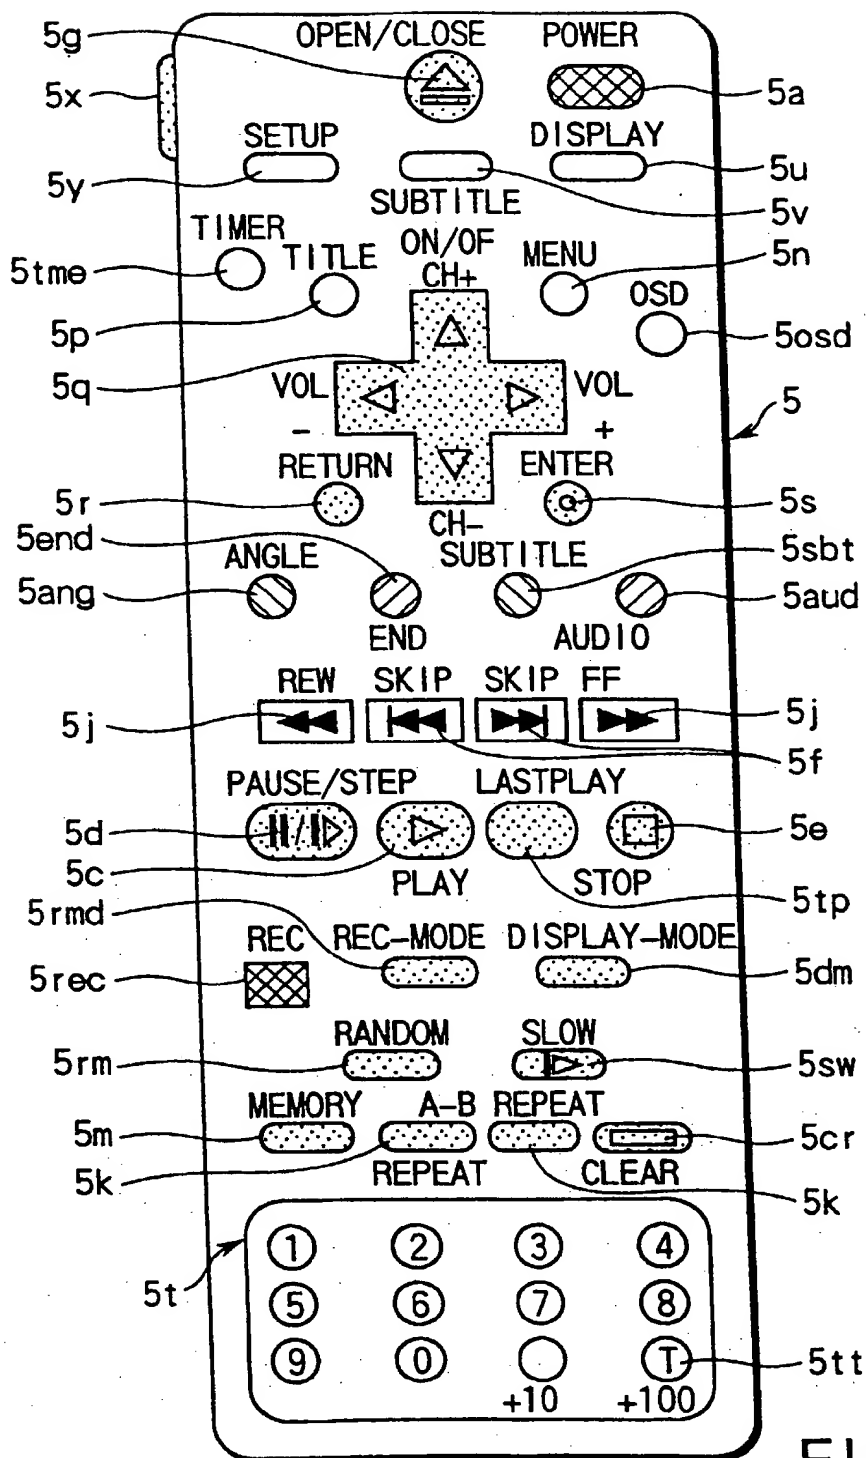 5g OPEN/CLOSE POWER
5x 5a
SETUP DISPLAY
5y 5u
SUBTITLE 5v
TIMER ON/OF
TITLE CH+ MENU 5n
5tme OSD
5p 5osd
5q VOL VOL
- + 5
RETURN ENTER
5r 5s
5end CH-
ANGLE SUBTITLE 5sbt
5ang 5aud
END AUDIO
REW SKIP SKIP FF
5j 5j
5f
PAUSE/STEP LASTPLAY
5d 5e
5c PLAY STOP
5rmd 5tp
REC REC-MODE DISPLAY-MODE
5rec 5dm
RANDOM SLOW
5rm 5sw
MEMORY A-B REPEAT
5m 5cr
5k REPEAT CLEAR 5k
1 2 3 4
5t
5 6 7 8
9 0 T 5tt
+10 +100